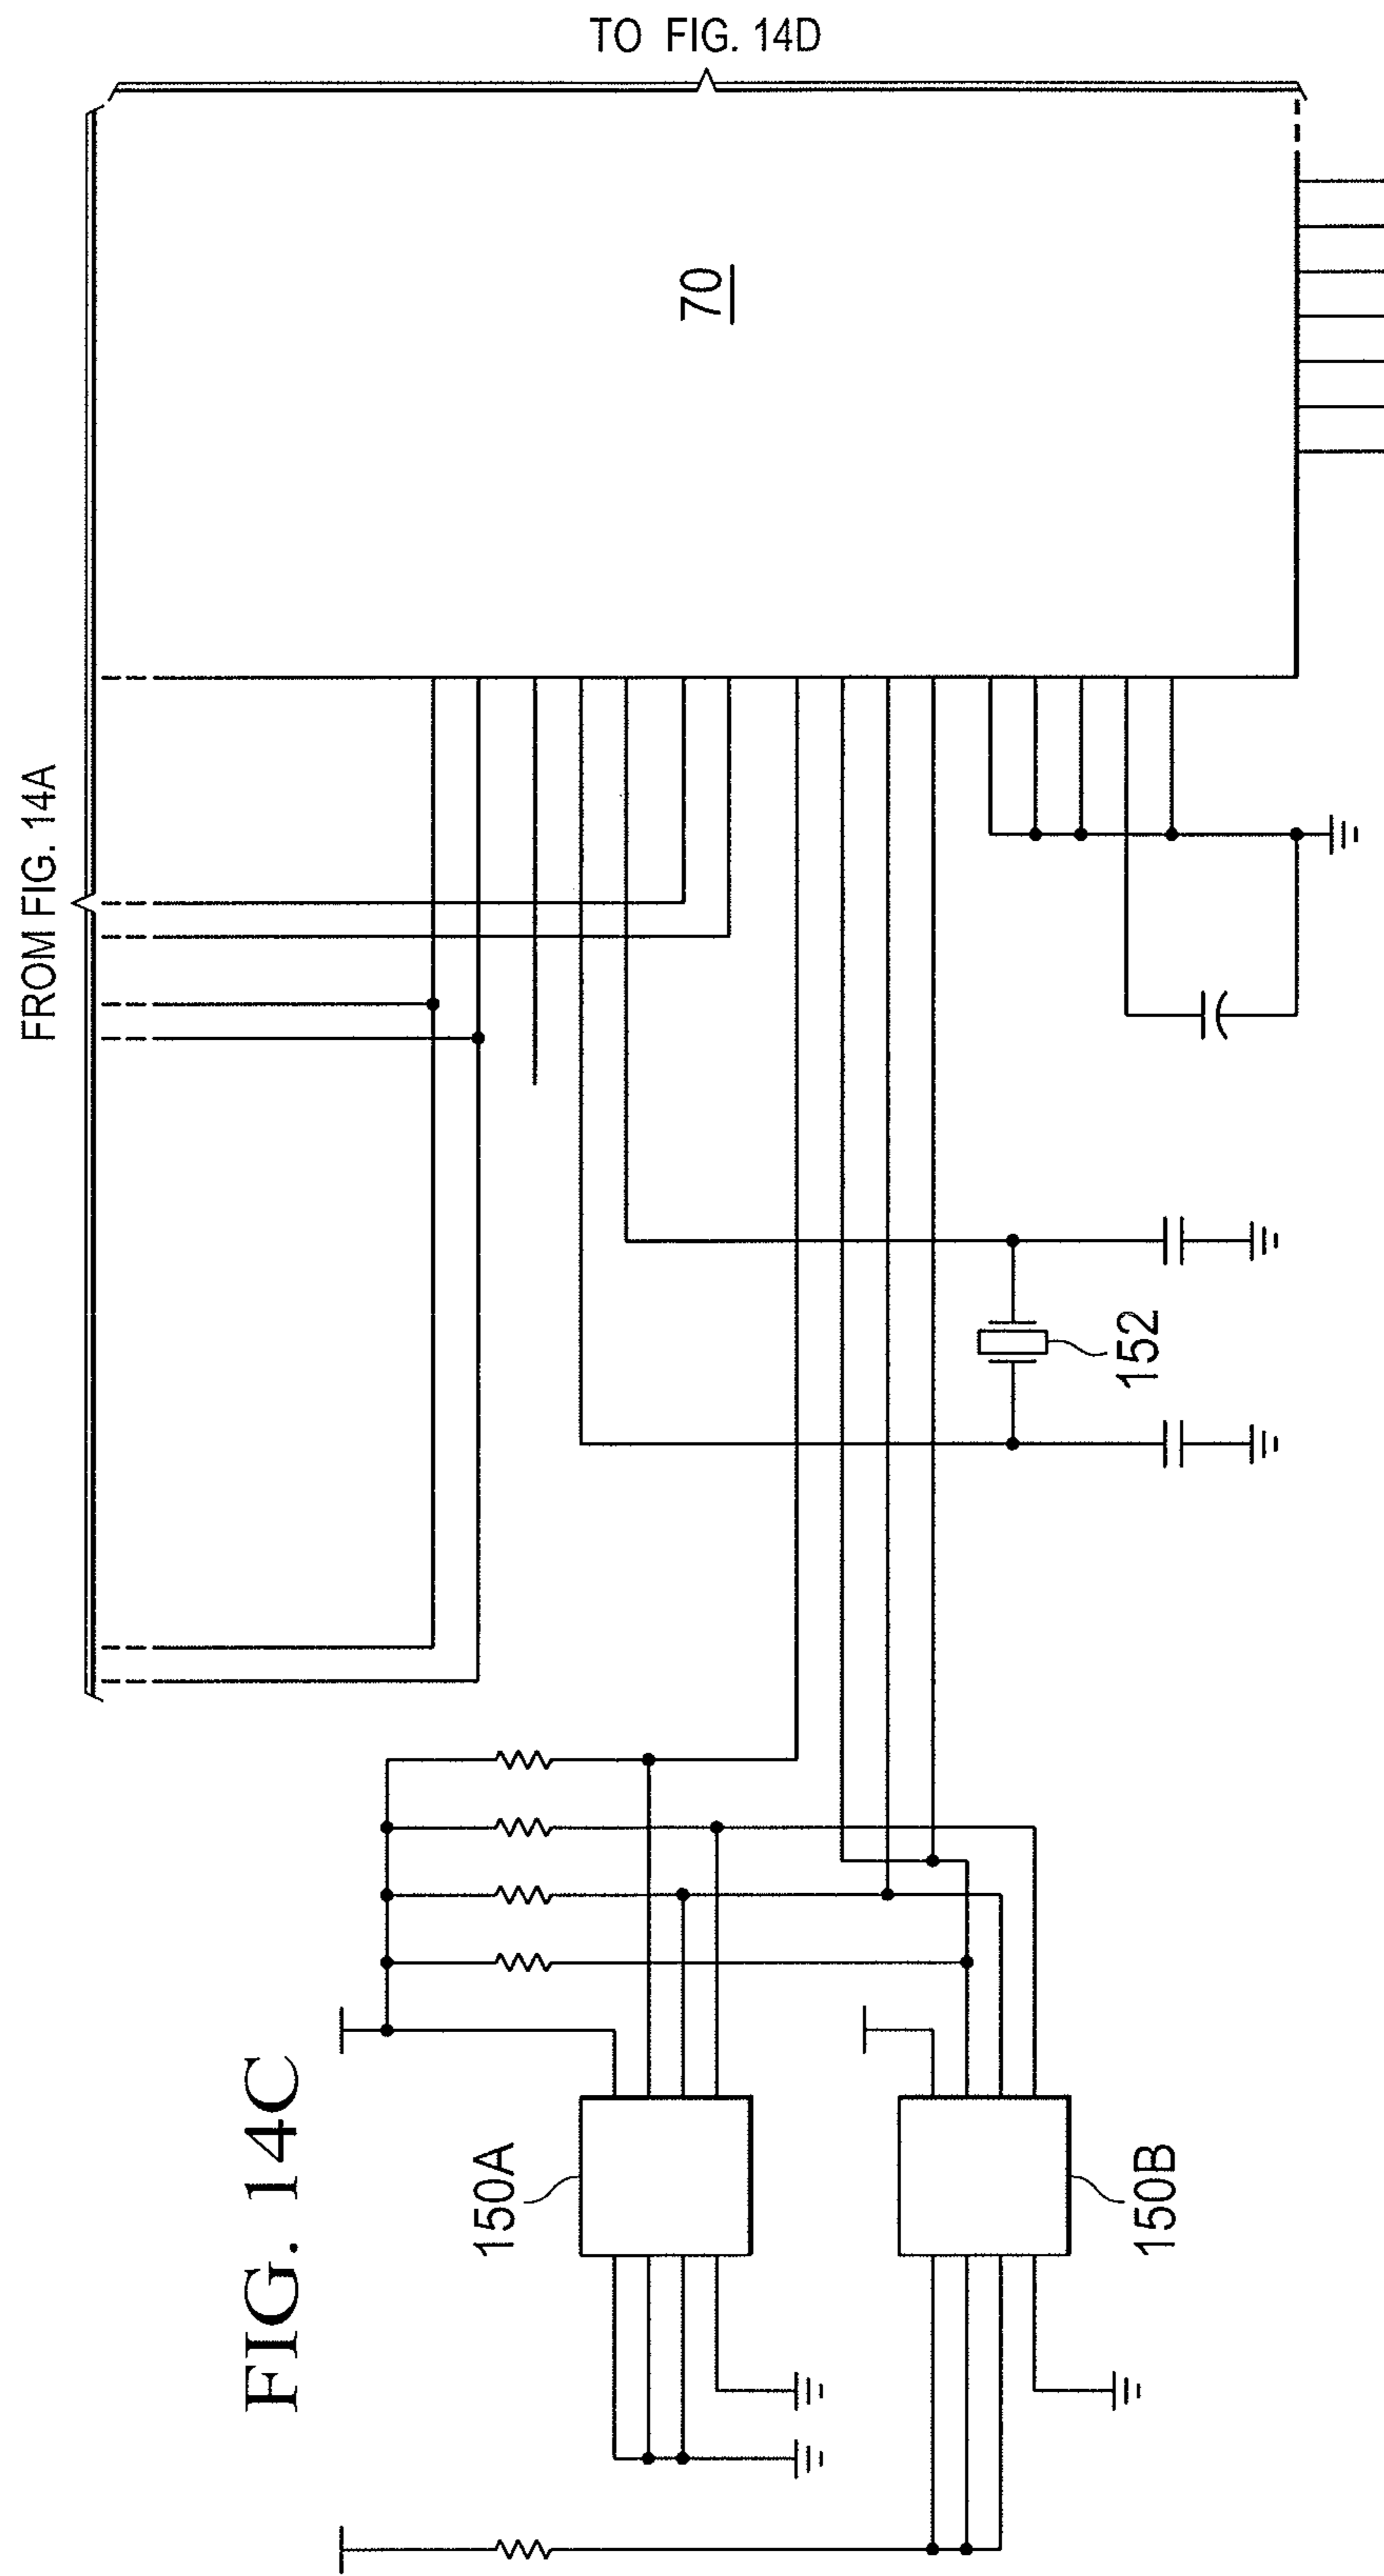 TO FIG. 14D
FROM FIG. 14A
70
152
FIG. 14C
150A
150B